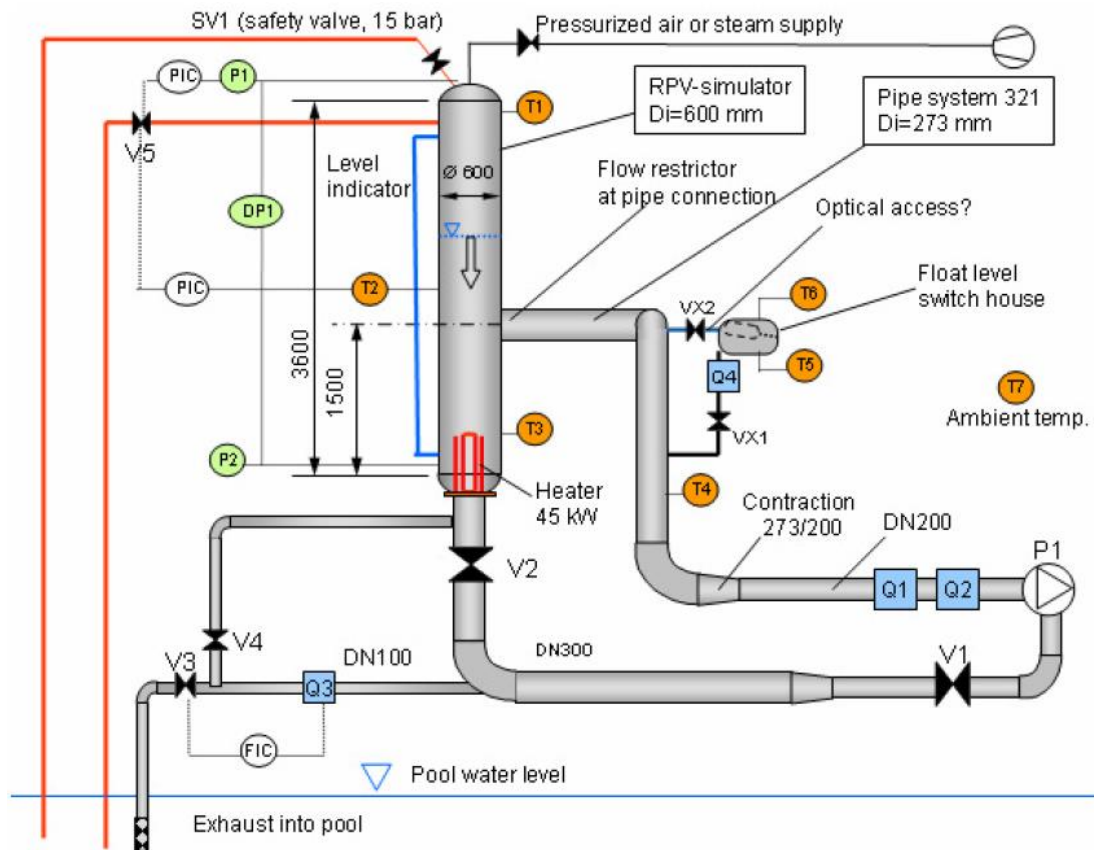 SV1 (safety valve, 15 bar)
Pressurized air or steam supply
PIC
P1
T1
RPV-simulator
Di=600 mm
Pipe system 321
Di=273 mm
V5
Level
indicator
Ø 600
Flow restrictor
at pipe connection
Optical access?
DP1
PIC
T2
Float level
switch house
VX2
T6
T5
3600
1500
Q4
T7
Ambient temp.
VX1
T3
P2
Heater
45 kW
T4
Contraction
273/200
DN200
P1
V2
Q1
Q2
V4
V3
DN100
DN300
V1
Q3
FIC
Pool water level
Exhaust into pool